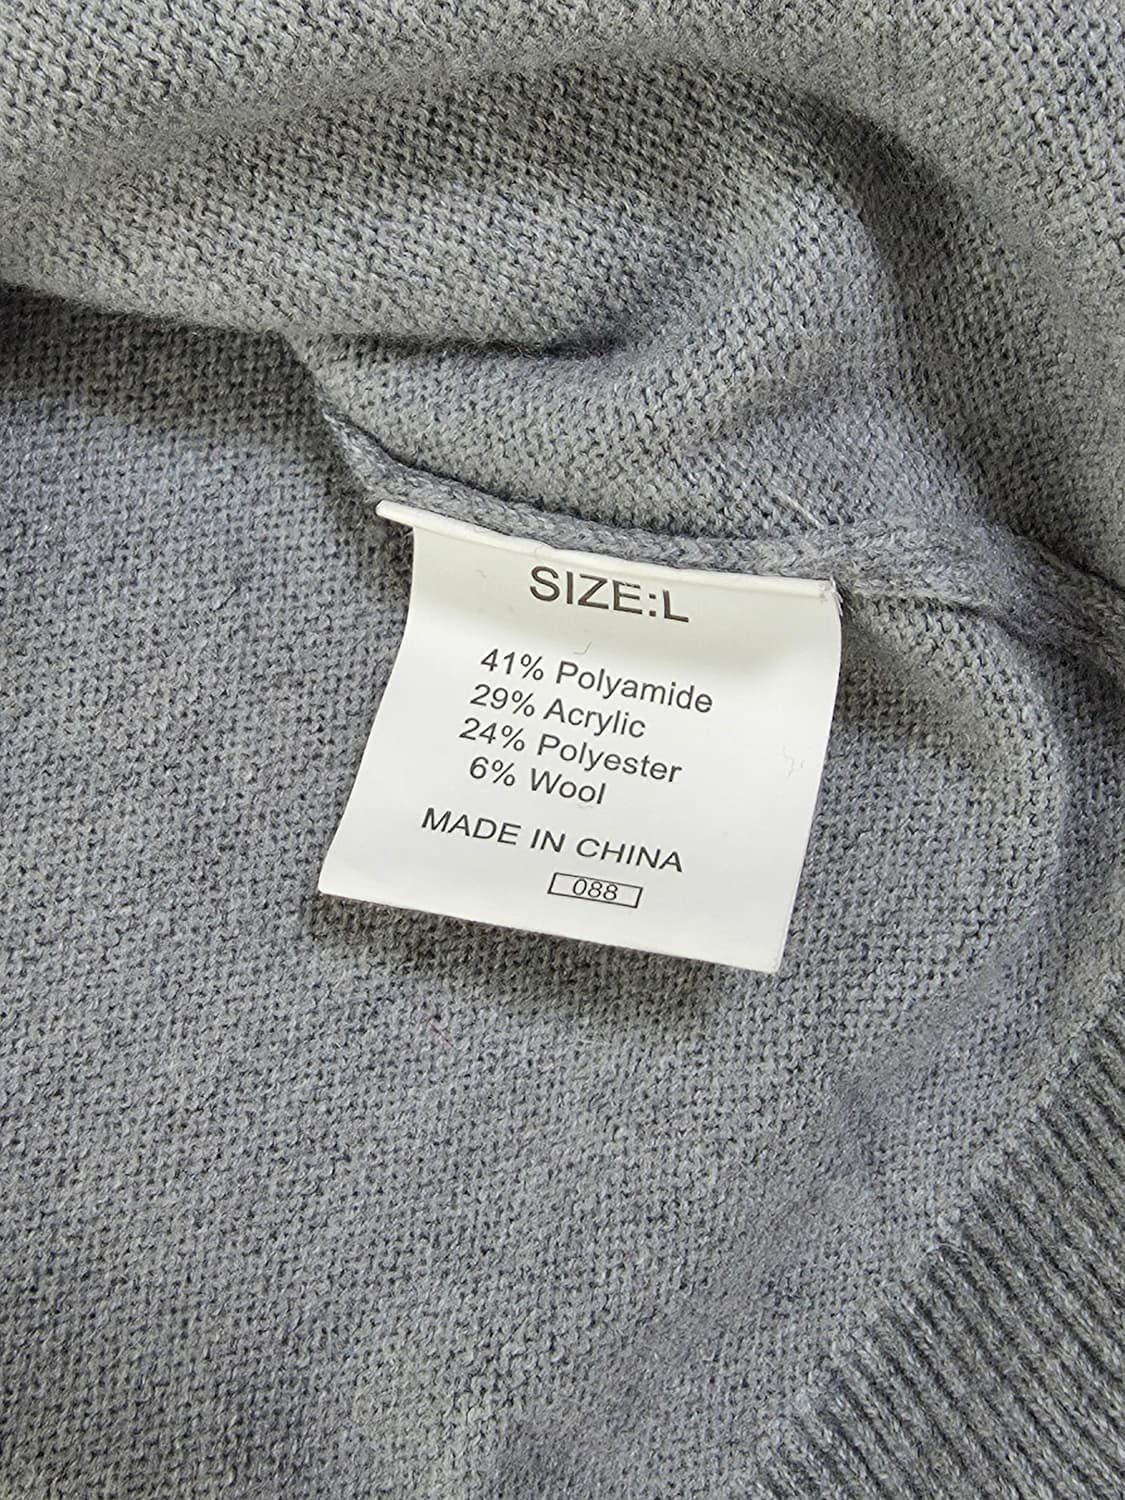 SIZE:L
41% Polyamide
29% Acrylic
24% Polyester
6% Wool
MADE IN CHINA
088